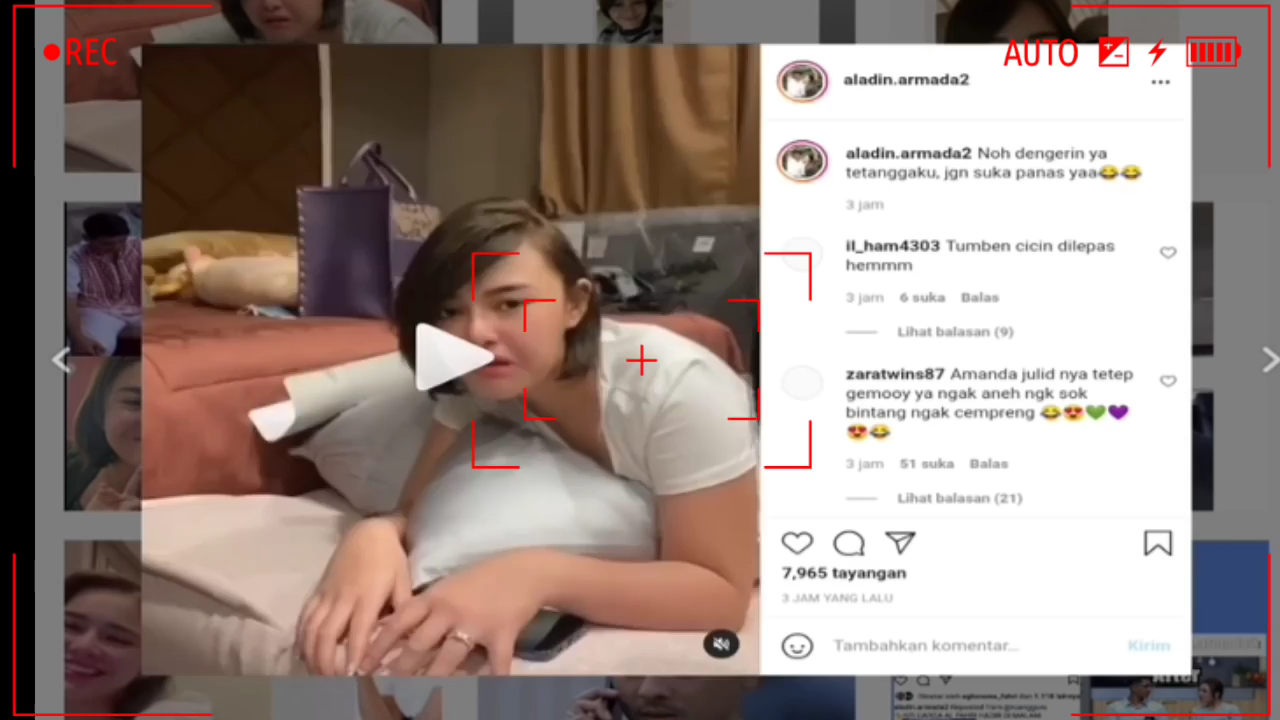 REC
AUTO
aladin.armada2
aladin.armada2 Noh dengerin ya
tetanggaku, jgn suka panas yaa😂😂
3 jam
il_ham4303 Tumben cicin dilepas
hemmm
3 jam 6 suka Balas
Lihat balasan (9)
zaratwins87 Amanda julid nya tetep
gemooy ya ngak aneh ngk sok
bintang ngak cempreng 😂😍💚💜
😍😂
3 jam 51 suka Balas
Lihat balasan (21)
7,965 tayangan
3 JAM YANG LALU
Tambahkan komentar...
Kirim
After